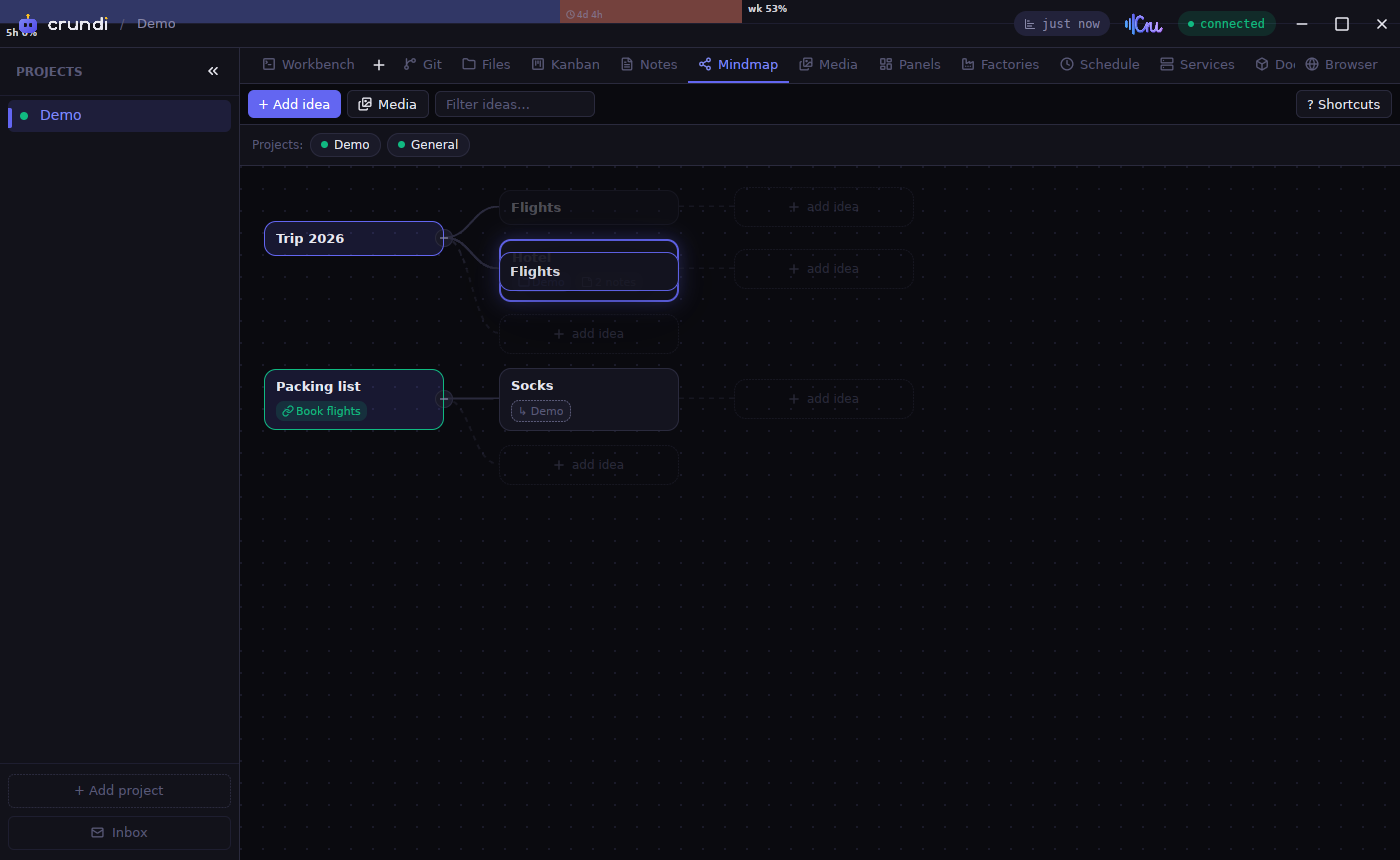 4d 4h
wk 53%
crundi / Demo
just now
Cru
connected
PROJECTS
Workbench
Git
Files
Kanban
Notes
Mindmap
Media
Panels
Factories
Schedule
Services
Browser
Demo
+ Add idea
Media
Filter ideas...
? Shortcuts
Projects:
Demo
General
Flights
+ add idea
Trip 2026
Hotel
Flights
+ add idea
+ add idea
Packing list
Book flights
Socks
↳ Demo
+ add idea
+ add idea
+ Add project
Inbox